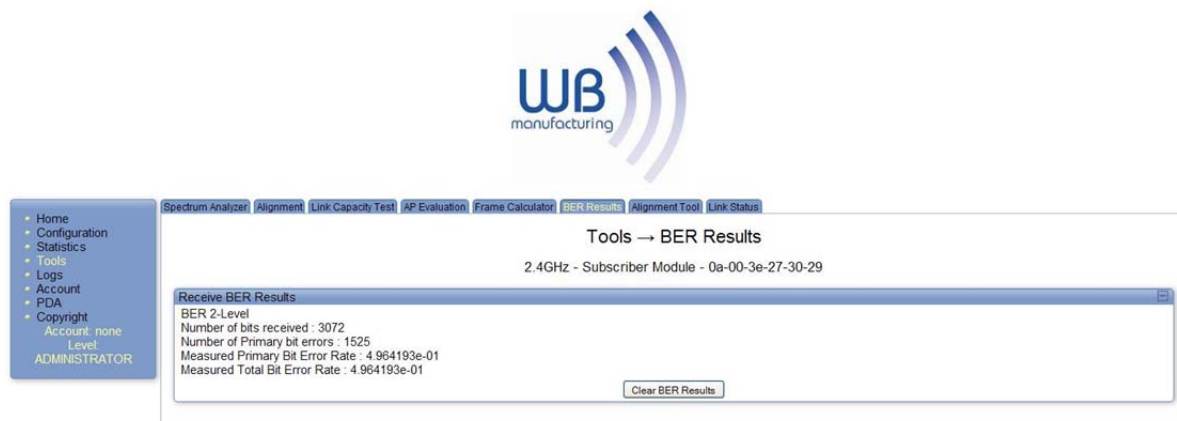 WB
manufacturing
Home
Configuration
Statistics
Tools
Logs
Account
PDA
Copyright
Account: none
Level:
ADMINISTRATOR
Spectrum Analyzer Alignment Link Capacity Test AP Evaluation Frame Calculator BER Results Alignment Tool Link Status
Tools → BER Results
2.4GHz - Subscriber Module - 0a-00-3e-27-30-29
Receive BER Results
BER 2-Level
Number of bits received : 3072
Number of Primary bit errors : 1525
Measured Primary Bit Error Rate : 4.964193e-01
Measured Total Bit Error Rate : 4.964193e-01
Clear BER Results